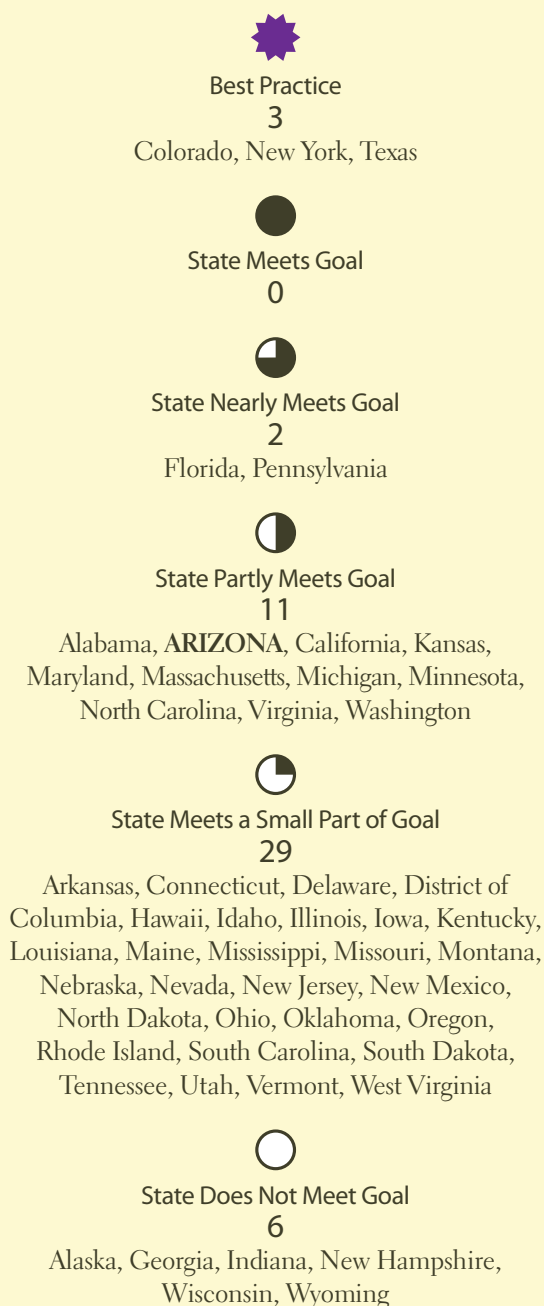 Best Practice
3
Colorado, New York, Texas
State Meets Goal
0
State Nearly Meets Goal
2
Florida, Pennsylvania
State Partly Meets Goal
11
Alabama, ARIZONA, California, Kansas,
Maryland, Massachusetts, Michigan, Minnesota,
North Carolina, Virginia, Washington
State Meets a Small Part of Goal
29
Arkansas, Connecticut, Delaware, District of
Columbia, Hawaii, Idaho, Illinois, Iowa, Kentucky,
Louisiana, Maine, Mississippi, Missouri, Montana,
Nebraska, Nevada, New Jersey, New Mexico,
North Dakota, Ohio, Oklahoma, Oregon,
Rhode Island, South Carolina, South Dakota,
Tennessee, Utah, Vermont, West Virginia
State Does Not Meet Goal
6
Alaska, Georgia, Indiana, New Hampshire,
Wisconsin, Wyoming